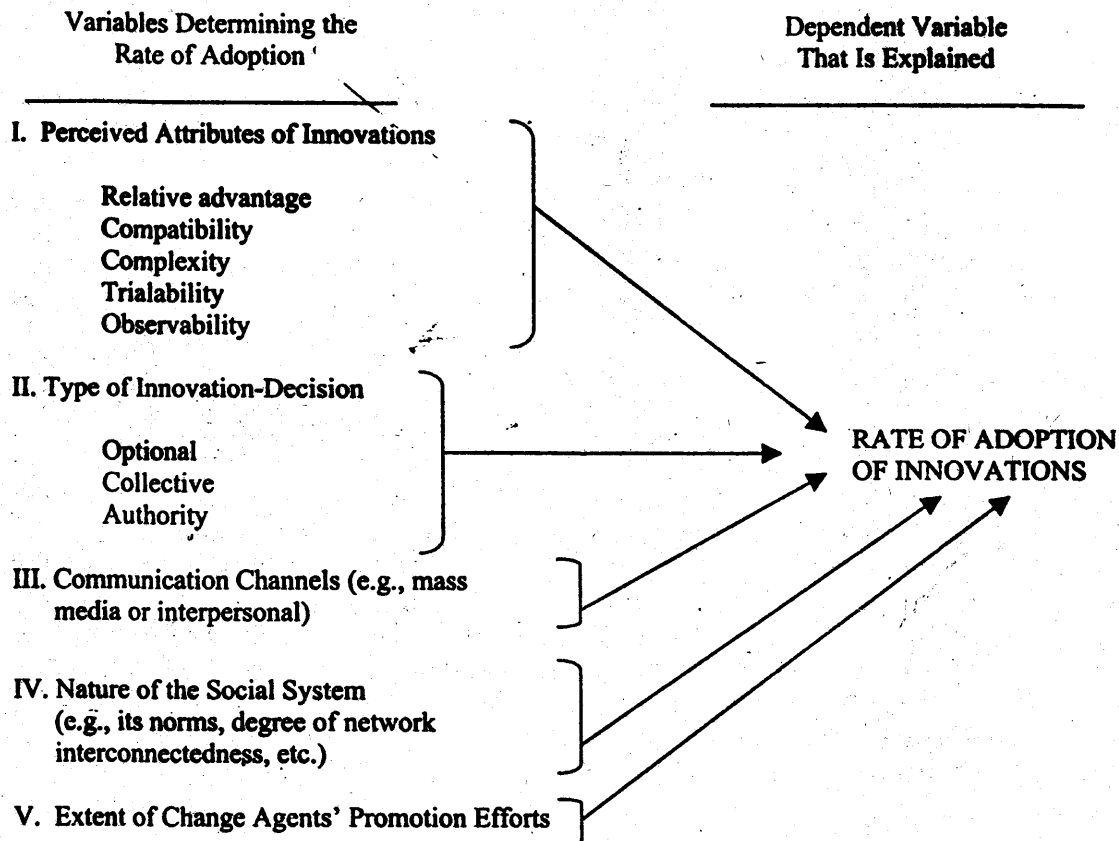 Variables Determining the
Rate of Adoption
Dependent Variable
That Is Explained
I. Perceived Attributes of Innovations
Relative advantage
Compatibility
Complexity
Trialability
Observability
II. Type of Innovation-Decision
Optional
Collective
Authority
RATE OF ADOPTION
OF INNOVATIONS
III. Communication Channels (e.g., mass
media or interpersonal)
IV. Nature of the Social System
(e.g., its norms, degree of network
interconnectedness, etc.)
V. Extent of Change Agents' Promotion Efforts